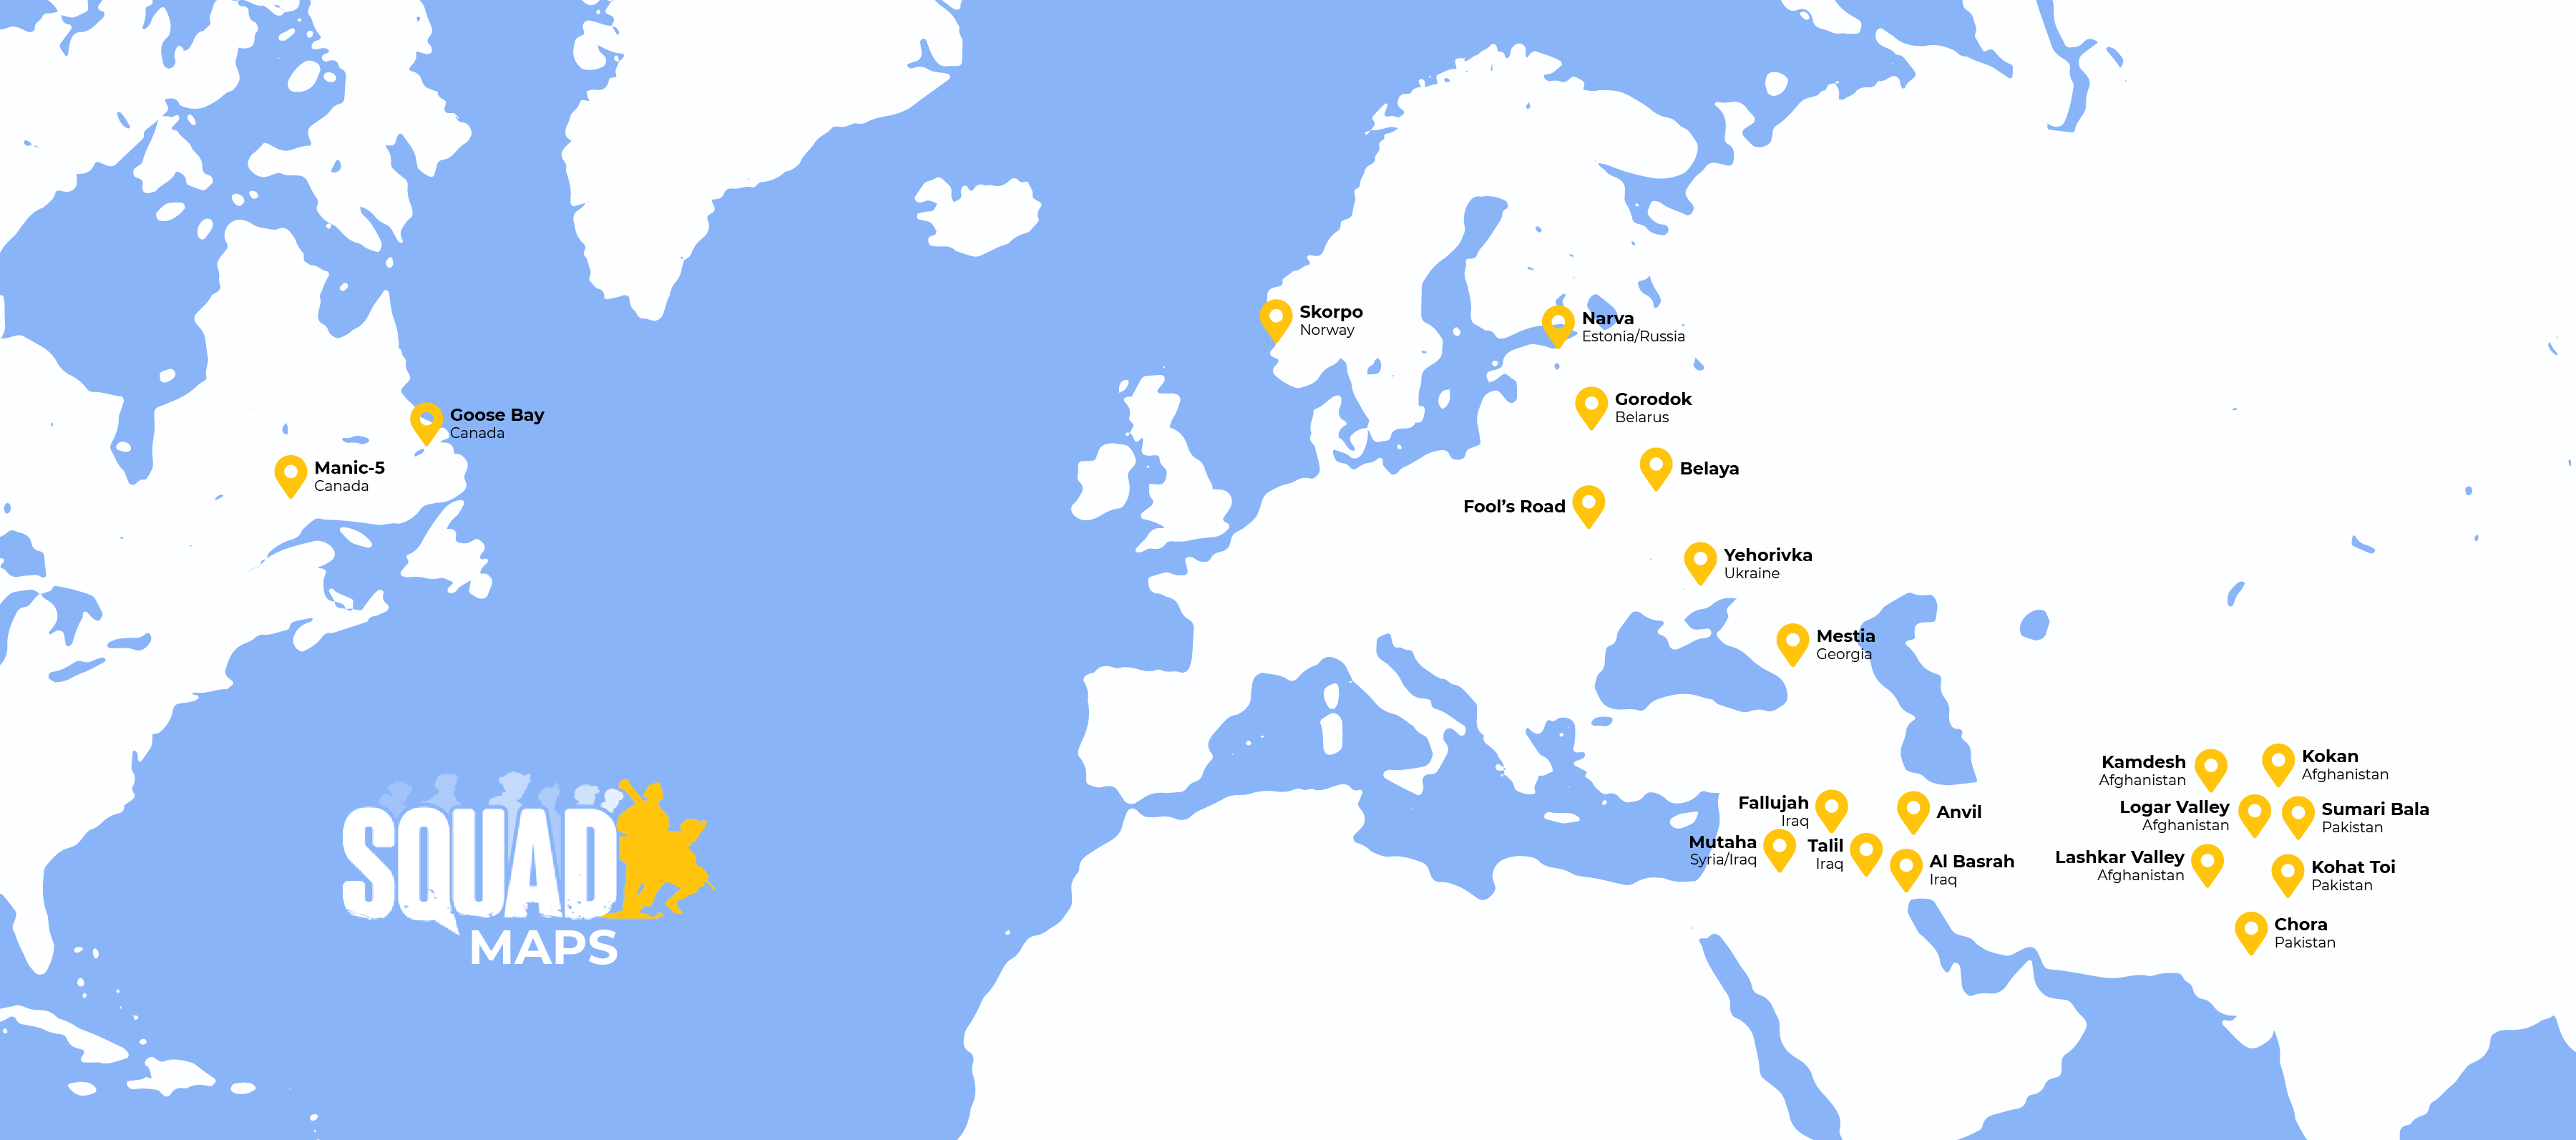 Skorpo
Norway
Narva
Estonia/Russia
Gorodok
Belarus
Goose Bay
Canada
Manic-5
Canada
Belaya
Fool's Road
Yehorivka
Ukraine
Mestia
Georgia
Kamdesh
Afghanistan
Kokan
Afghanistan
Fallujah
Iraq
Anvil
Logar Valley
Afghanistan
Sumari Bala
Pakistan
Mutaha
Syria/Iraq
Talil
Iraq
Al Basrah
Iraq
Lashkar Valley
Afghanistan
Kohat Toi
Pakistan
Chora
Pakistan
SQUAD
MAPS